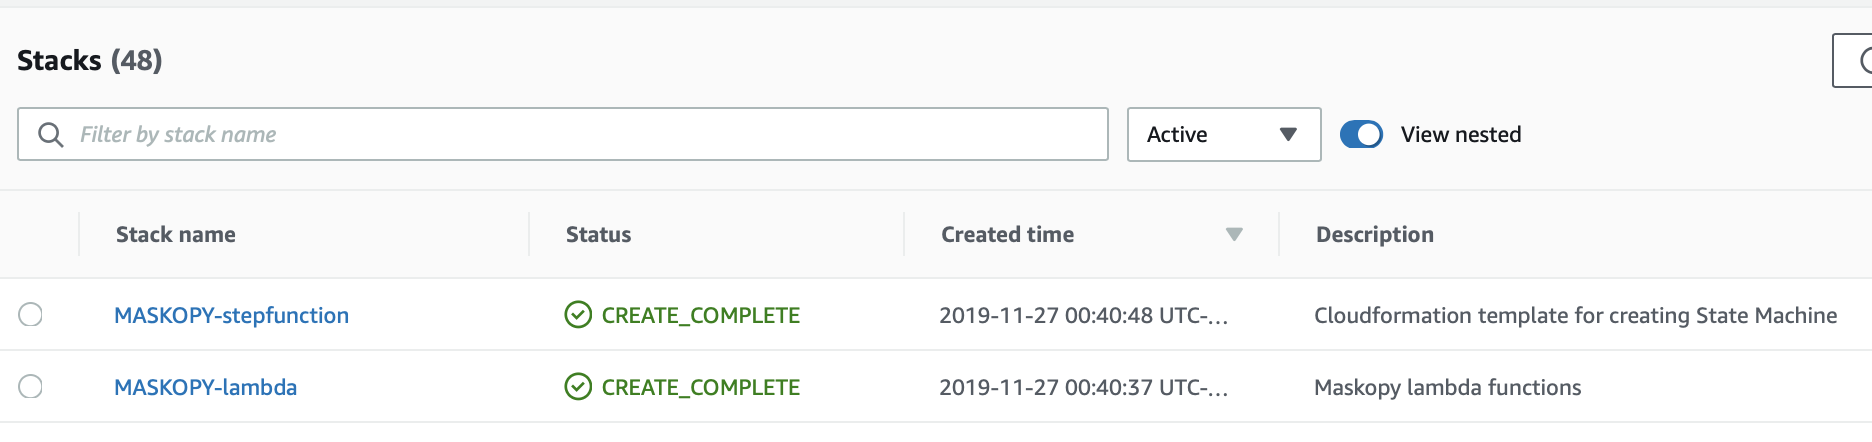 Stacks (48)
Filter by stack name
Active
View nested
Stack name Status Created time Description
MASKOPY-stepfunction CREATE_COMPLETE 2019-11-27 00:40:48 UTC-... Cloudformation template for creating State Machine
MASKOPY-lambda CREATE_COMPLETE 2019-11-27 00:40:37 UTC-... Maskopy lambda functions